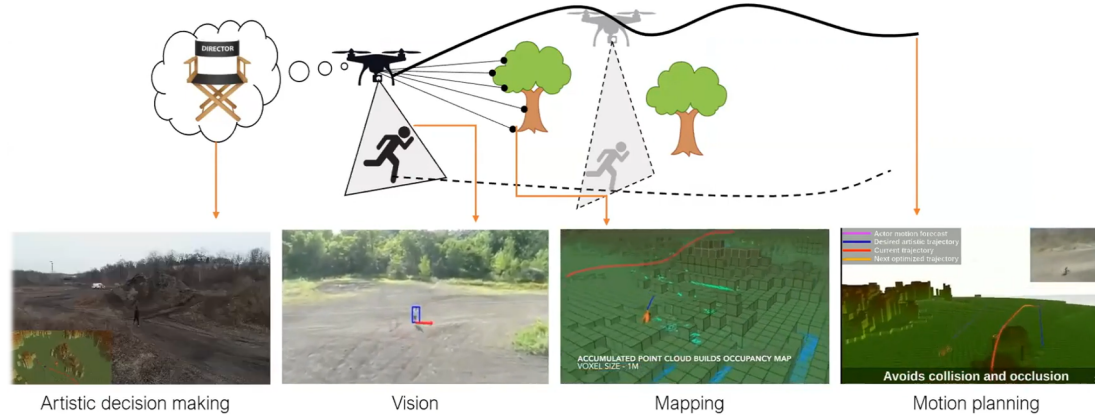 DIRECTOR
Actor motion forecast
Desired artistic trajectory
Current trajectory
Next optimized trajectory
ACCUMULATED POINT CLOUD BUILDS OCCUPANCY MAP
VOXEL SIZE - 1M
Avoids collision and occlusion
Artistic decision making
Vision
Mapping
Motion planning